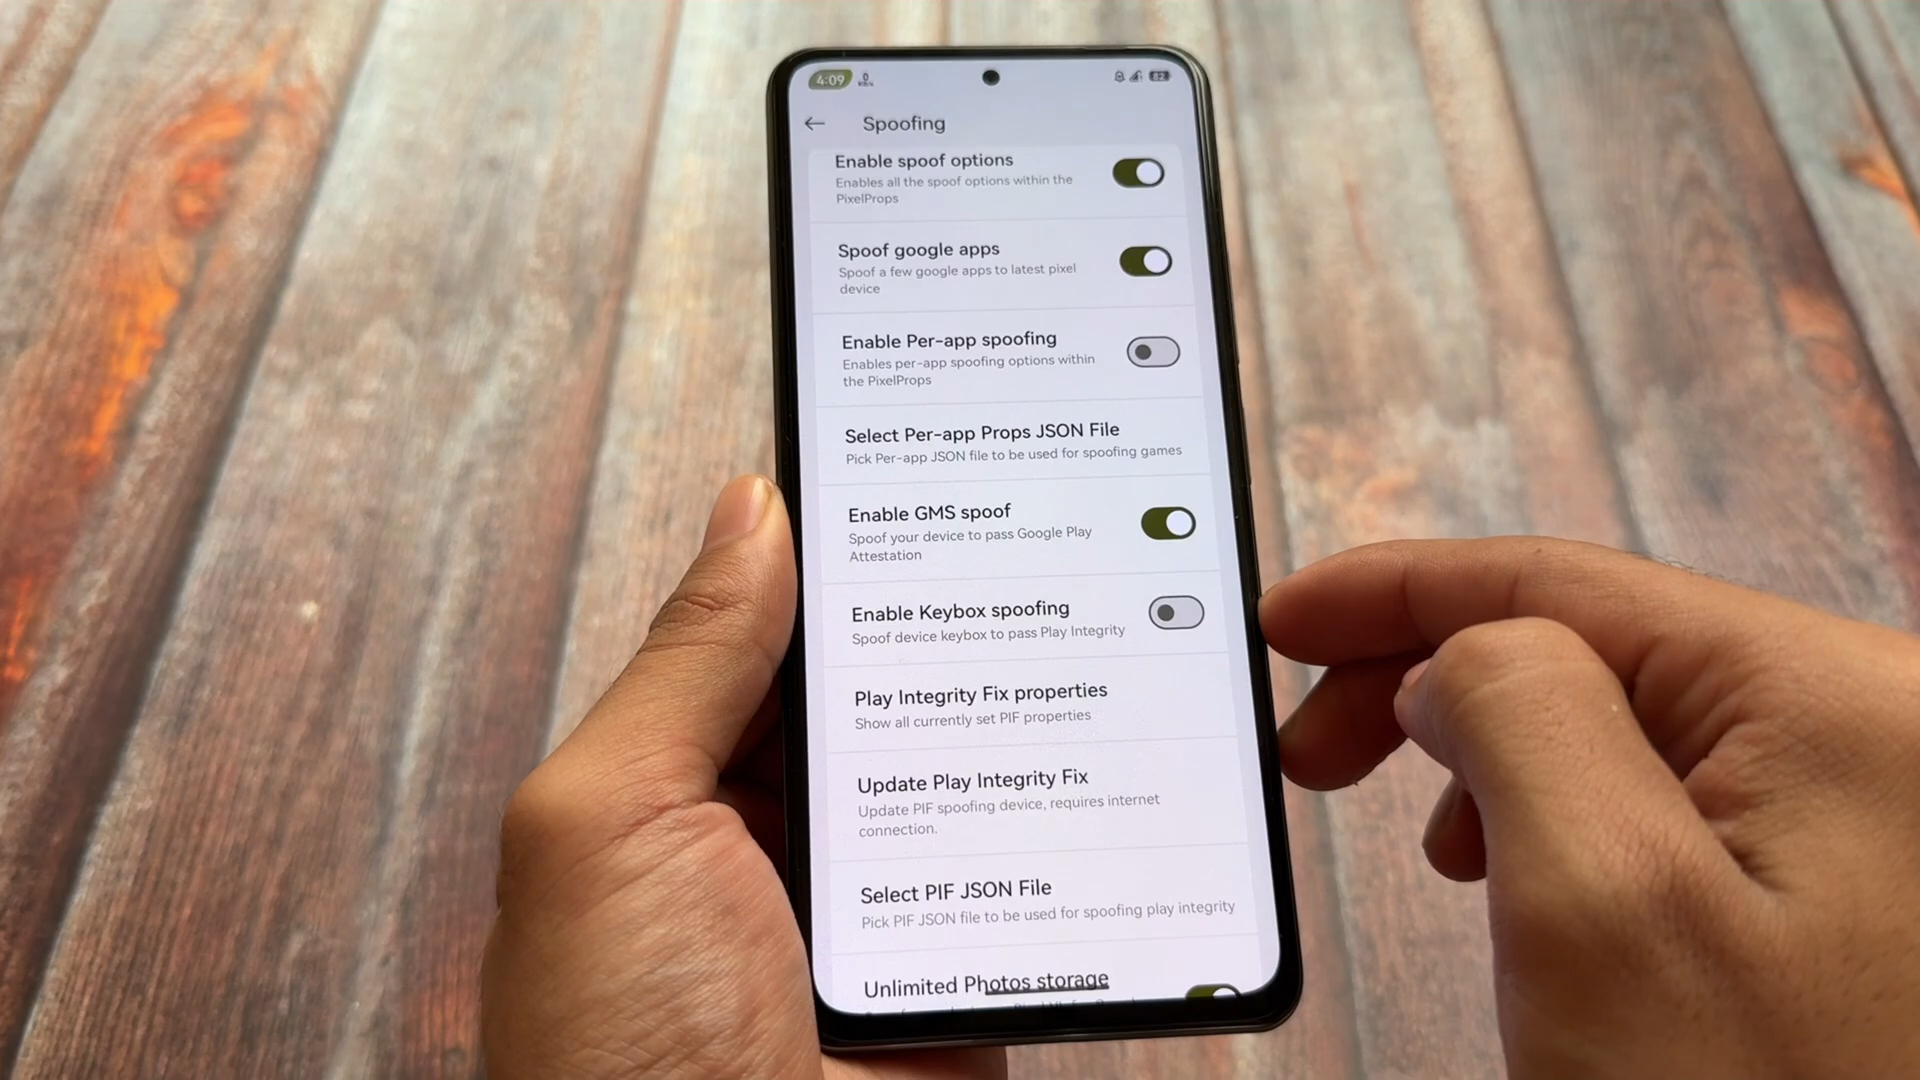 4:09
0
82
Spoofing
Enable spoof options
Enables all the spoof options within the
PixelProps
Spoof google apps
Spoof a few google apps to latest pixel
device
Enable Per-app spoofing
Enables per-app spoofing options within
the PixelProps
Select Per-app Props JSON File
Pick Per-app JSON file to be used for spoofing games
Enable GMS spoof
Spoof your device to pass Google Play
Attestation
Enable Keybox spoofing
Spoof device keybox to pass Play Integrity
Play Integrity Fix properties
Show all currently set PIF properties
Update Play Integrity Fix
Update PIF spoofing device, requires internet
connection.
Select PIF JSON File
Pick PIF JSON file to be used for spoofing play integrity
Unlimited Photos storage